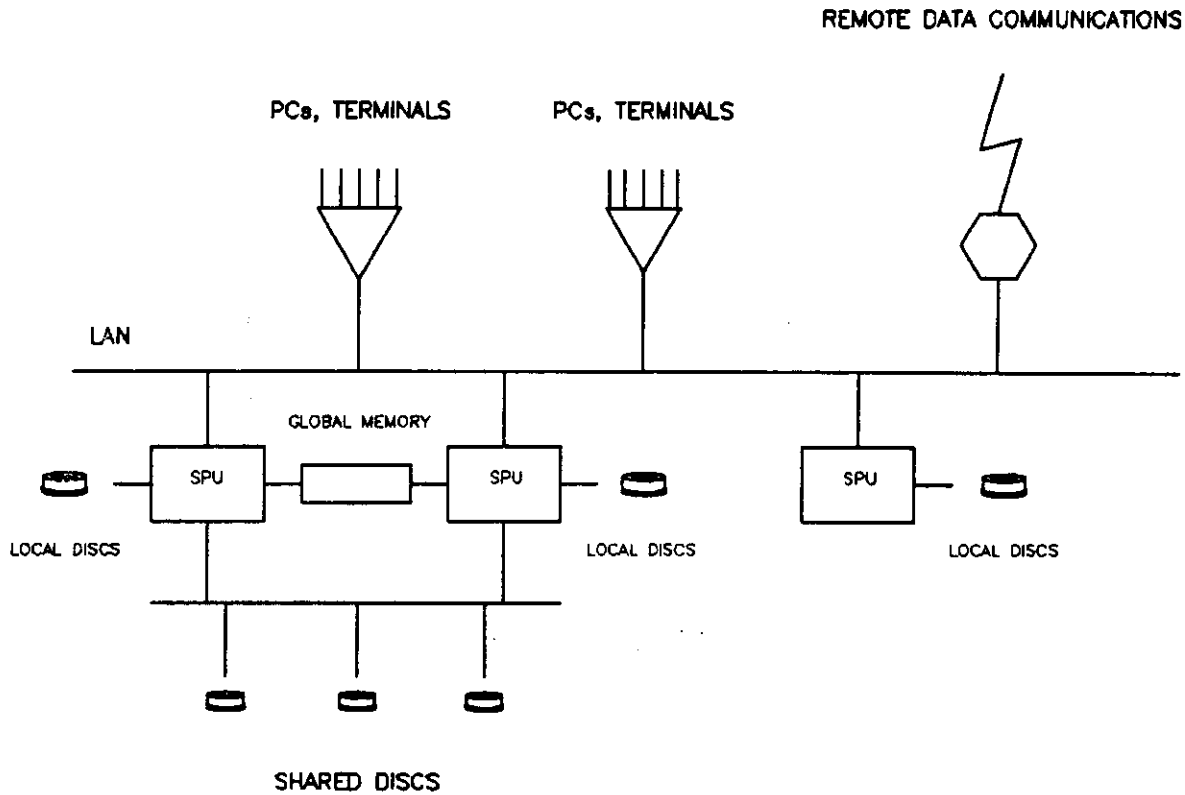 REMOTE DATA COMMUNICATIONS
PCs, TERMINALS
PCs, TERMINALS
LAN
GLOBAL MEMORY
SPU
SPU
SPU
LOCAL DISCS
LOCAL DISCS
LOCAL DISCS
SHARED DISCS